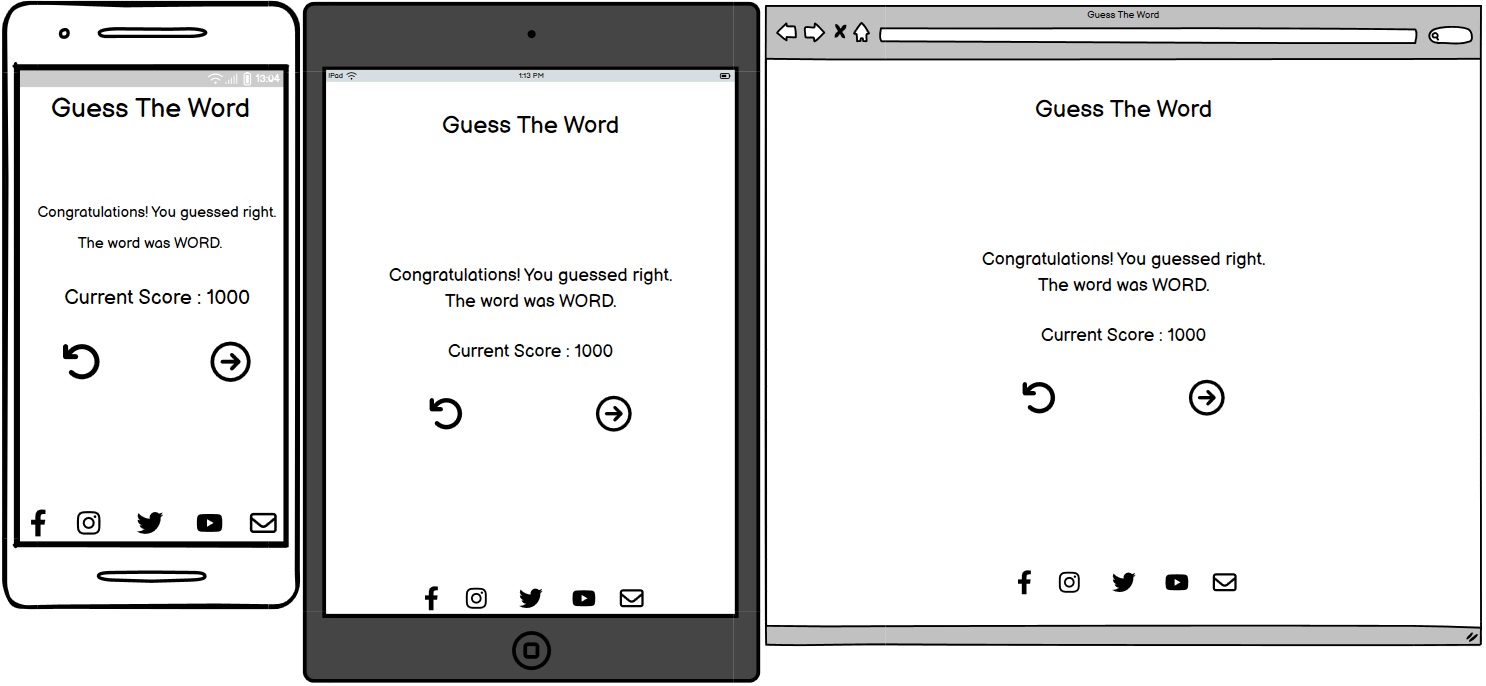 13:04
Guess The Word
Congratulations! You guessed right.
The word was WORD.
Current Score : 1000
iPad
1:13 PM
Guess The Word
Congratulations! You guessed right.
The word was WORD.
Current Score : 1000
Guess The Word
Guess The Word
Congratulations! You guessed right.
The word was WORD.
Current Score : 1000